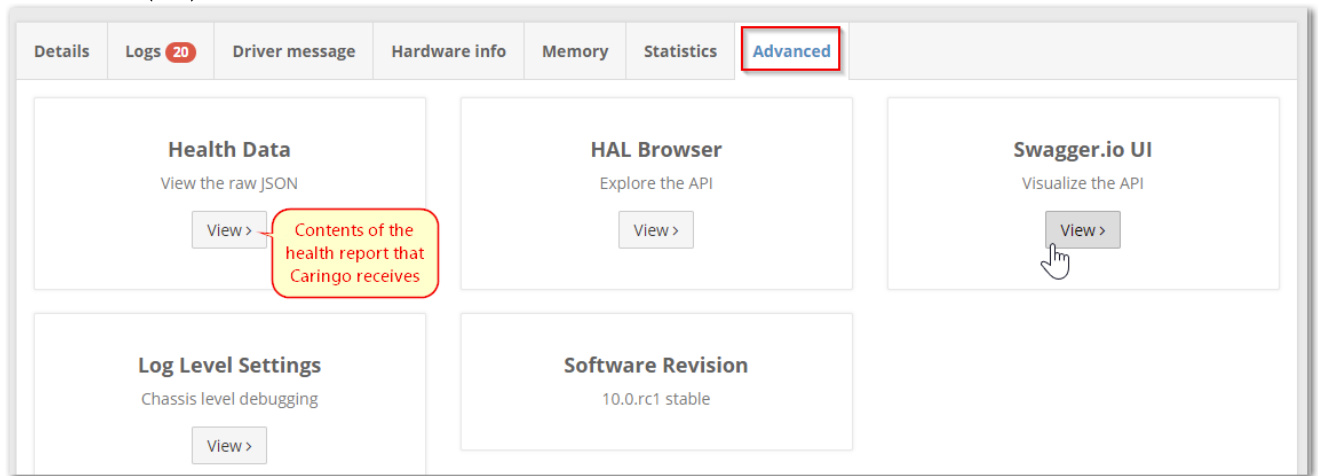 Details Logs 20 Driver message Hardware info Memory Statistics Advanced
Health Data
View the raw JSON
View >
Contents of the
health report that
Caringo receives
HAL Browser
Explore the API
View >
Swagger.io UI
Visualize the API
View >
Log Level Settings
Chassis level debugging
View >
Software Revision
10.0.rc1 stable